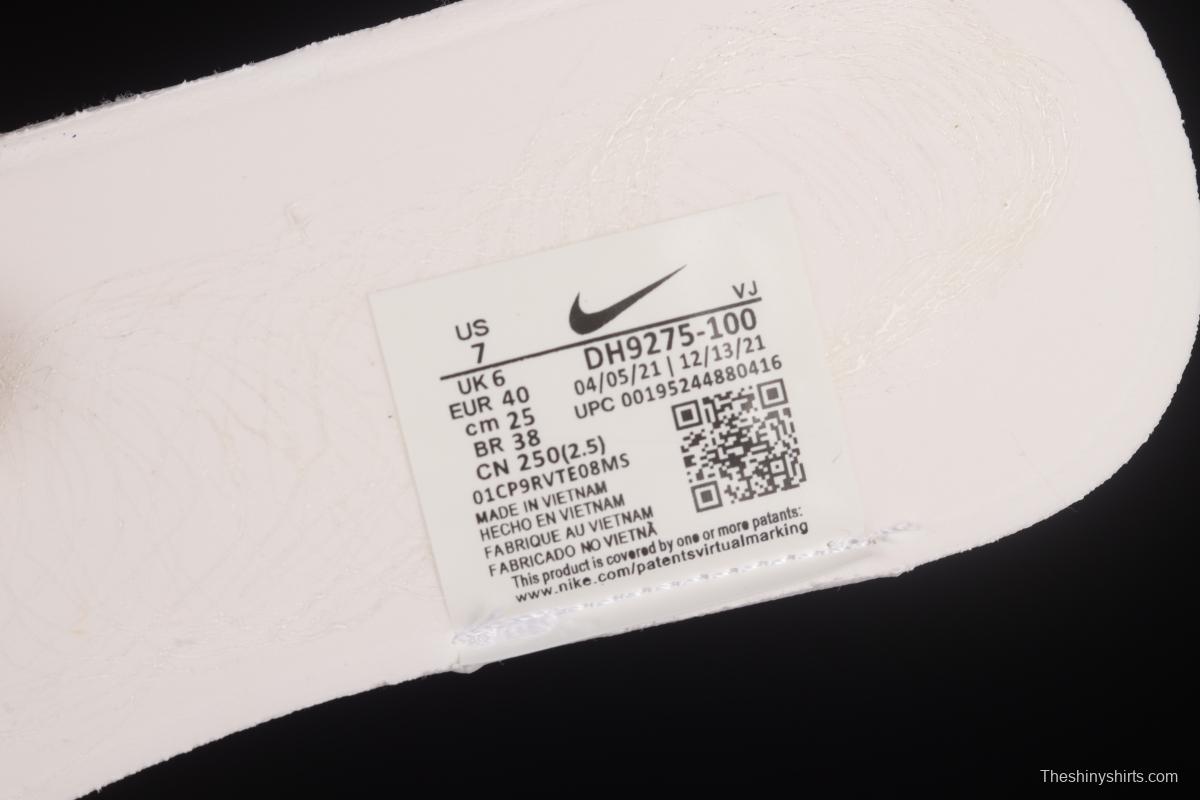 US
7
VJ
DH9275-100
04/05/21 | 12/13/21
UPC 00195244880416
UK 6
EUR 40
cm 25
BR 38
CN 250(2.5)
01CP9RVTE08MS
MADE IN VIETNAM
HECHO EN VIETNAM
FABRIQUE AU VIETNAM
FABRICADO NO VIETNÃ
This product is covered by one or more patants:
www.nike.com/patentsvirtualmarking
Theshinyshirts.com